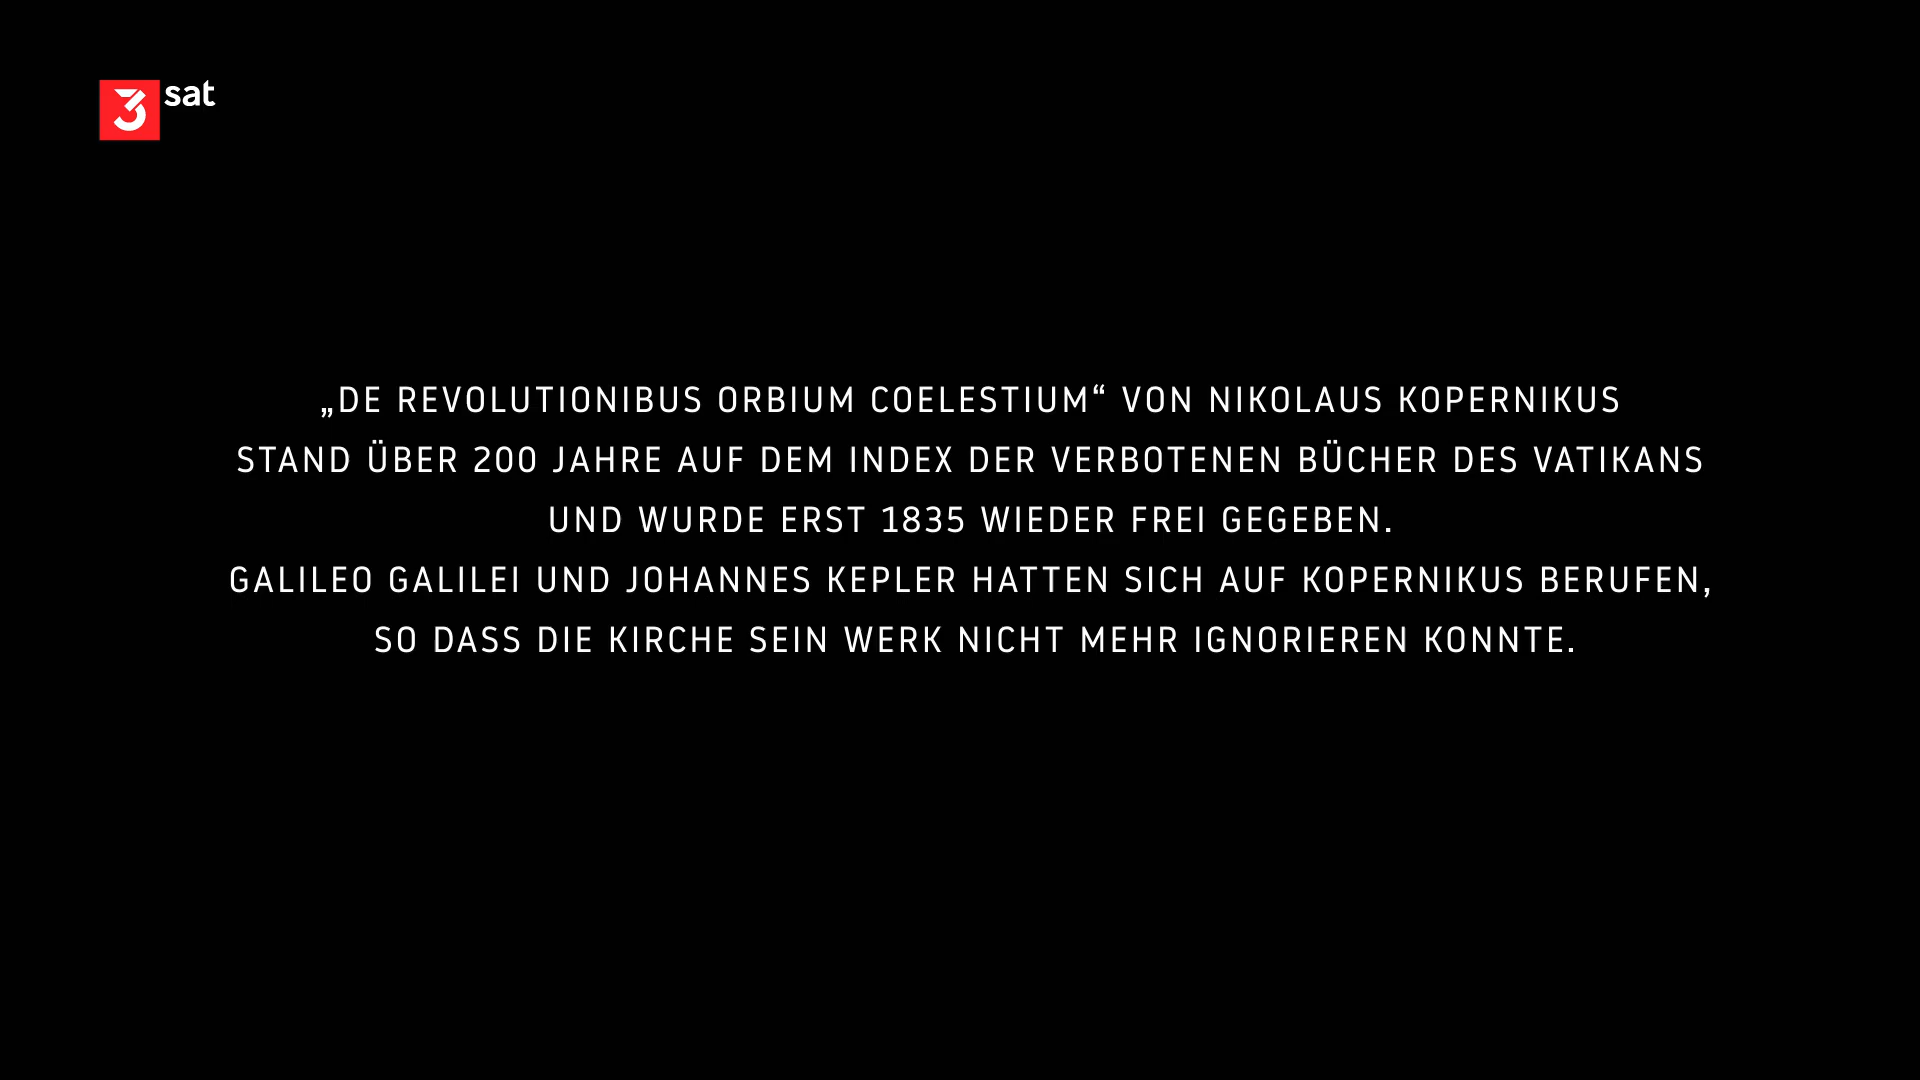 3sat
„DE REVOLUTIONIBUS ORBIUM COELESTIUM“ VON NIKOLAUS KOPERNIKUS
STAND ÜBER 200 JAHRE AUF DEM INDEX DER VERBOTENEN BÜCHER DES VATIKANS
UND WURDE ERST 1835 WIEDER FREI GEGEBEN.
GALILEO GALILEI UND JOHANNES KEPLER HATTEN SICH AUF KOPERNIKUS BERUFEN,
SO DASS DIE KIRCHE SEIN WERK NICHT MEHR IGNORIEREN KONNTE.